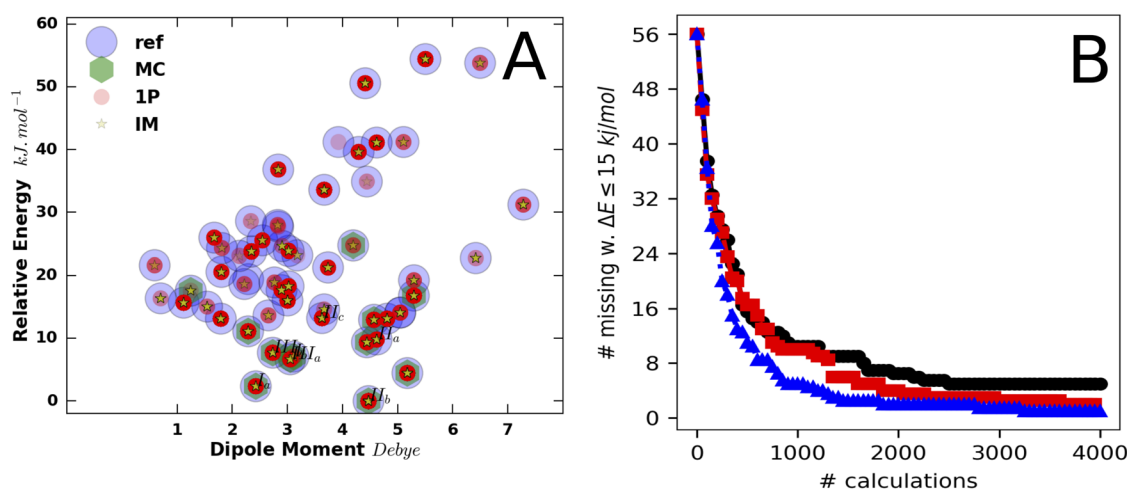 A
ref
MC
1P
IM
Relative Energy kJ.mol⁻¹
60
50
40
30
20
10
0
II_c
II_a
III_a
I_a
II_b
1 2 3 4 5 6 7
Dipole Moment Debye
B
# missing w. ΔE ≤ 15 kj/mol
56
48
40
32
24
16
8
0
0 1000 2000 3000 4000
# calculations